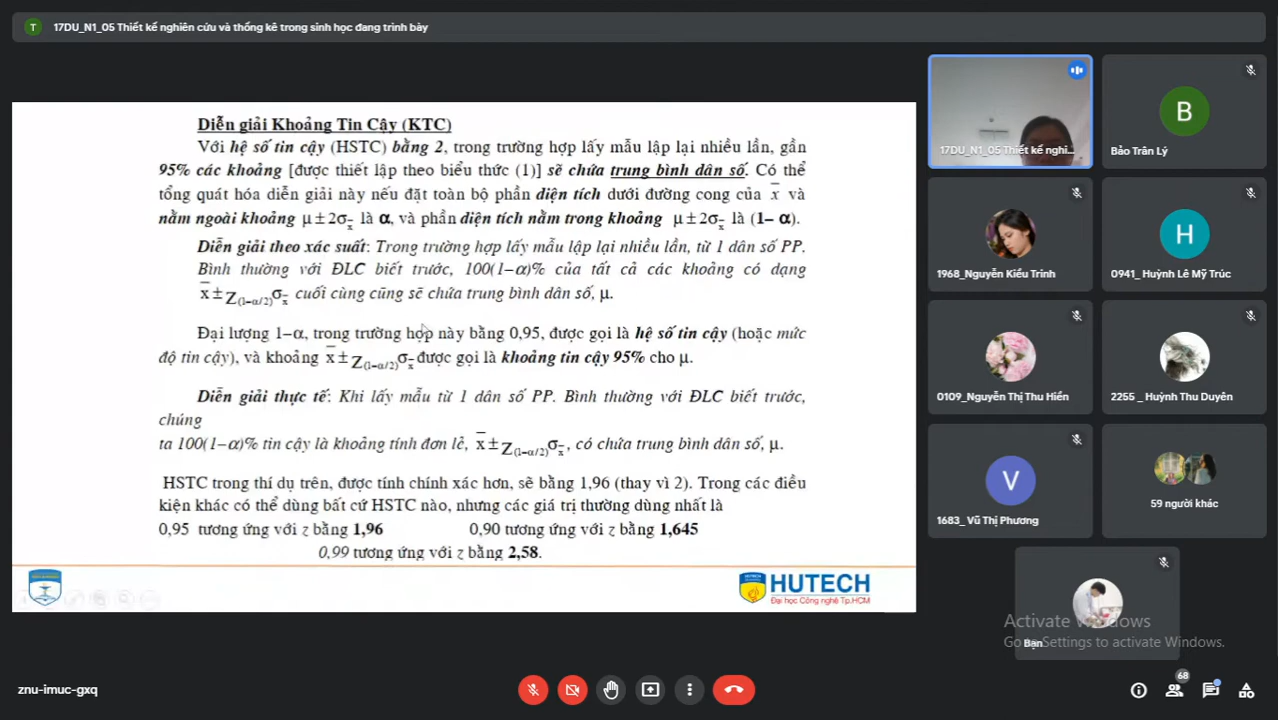 T 17DU_N1_05 Thiết kế nghiên cứu và thống kê trong sinh học đang trình bày
Diễn giải Khoảng Tin Cậy (KTC)
Với hệ số tin cậy (HSTC) bằng 2, trong trường hợp lấy mẫu lập lại nhiều lần, gần
95% các khoảng [được thiết lập theo biểu thức (1)] sẽ chứa trung bình dân số. Có thể
tổng quát hóa diễn giải này nếu đặt toàn bộ phần diện tích dưới đường cong của x̄ và
nằm ngoài khoảng μ ± 2σx̄ là α, và phần diện tích nằm trong khoảng μ ± 2σx̄ là (1– α).
Diễn giải theo xác suất: Trong trường hợp lấy mẫu lập lại nhiều lần, từ 1 dân số PP.
Bình thường với ĐLC biết trước, 100(1–α)% của tất cả các khoảng có dạng
x̄ ± Z(1–α/2)σx̄ cuối cùng cũng sẽ chứa trung bình dân số, μ.
Đại lượng 1–α, trong trường hợp này bằng 0,95, được gọi là hệ số tin cậy (hoặc mức
độ tin cậy), và khoảng x̄ ± Z(1–α/2)σx̄ được gọi là khoảng tin cậy 95% cho μ.
Diễn giải thực tế: Khi lấy mẫu từ 1 dân số PP. Bình thường với ĐLC biết trước,
chúng
ta 100(1–α)% tin cậy là khoảng tính đơn lẻ, x̄ ± Z(1–α/2)σx̄, có chứa trung bình dân số, μ.
HSTC trong thí dụ trên, được tính chính xác hơn, sẽ bằng 1,96 (thay vì 2). Trong các điều
kiện khác có thể dùng bất cứ HSTC nào, nhưng các giá trị thường dùng nhất là
0,95 tương ứng với z bằng 1,96 0,90 tương ứng với z bằng 1,645
0,99 tương ứng với z bằng 2,58.
HUTECH
Đại học Công nghệ Tp.HCM
17DU_N1_05 Thiết kế nghi...
B
Bảo Trân Lý
1968_Nguyễn Kiều Trinh
H
0941_Huỳnh Lê Mỹ Trúc
0109_Nguyễn Thị Thu Hiền
2255 _ Huỳnh Thu Duyên
V
1683_ Vũ Thị Phương
59 người khác
Bạn
Activate Windows
Go to Settings to activate Windows.
znu-imuc-gxq
68